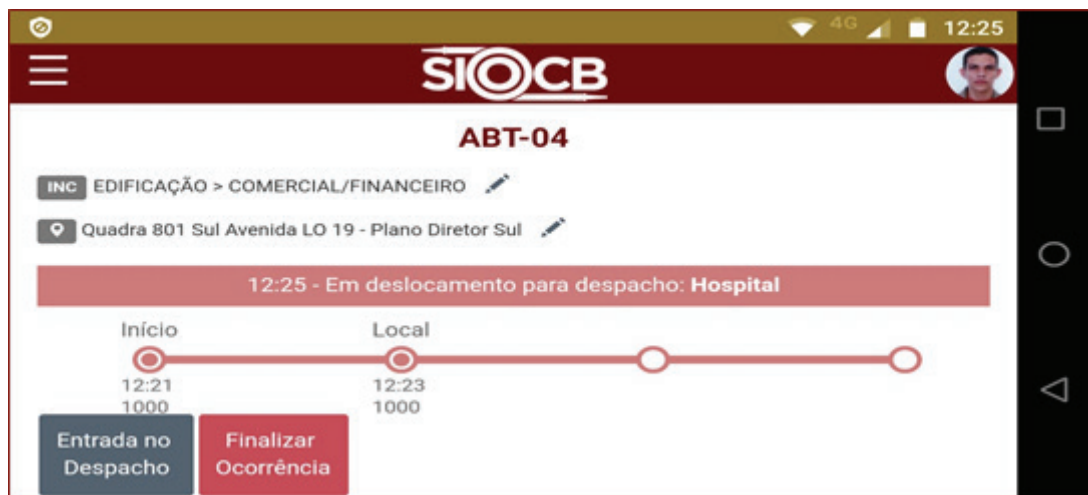 4G 12:25
SIOCB
ABT-04
INC EDIFICAÇÃO > COMERCIAL/FINANCEIRO
Quadra 801 Sul Avenida LO 19 - Plano Diretor Sul
12:25 - Em deslocamento para despacho: Hospital
Início Local
12:21 12:23
1000 1000
Entrada no Finalizar
Despacho Ocorrência